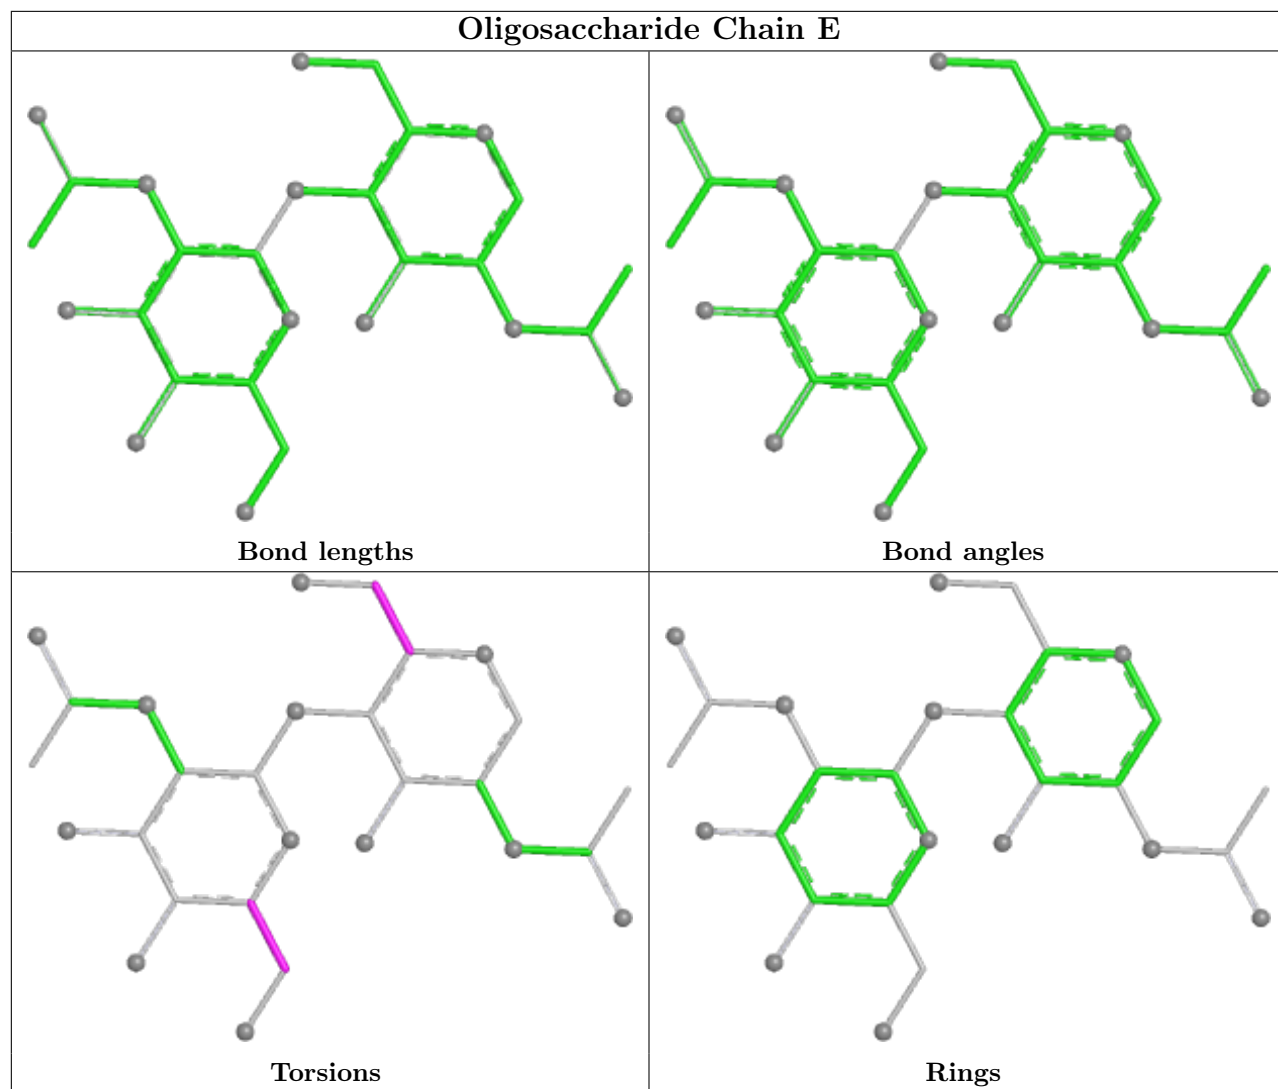 Oligosaccharide Chain E
Bond lengths
Bond angles
Torsions
Rings